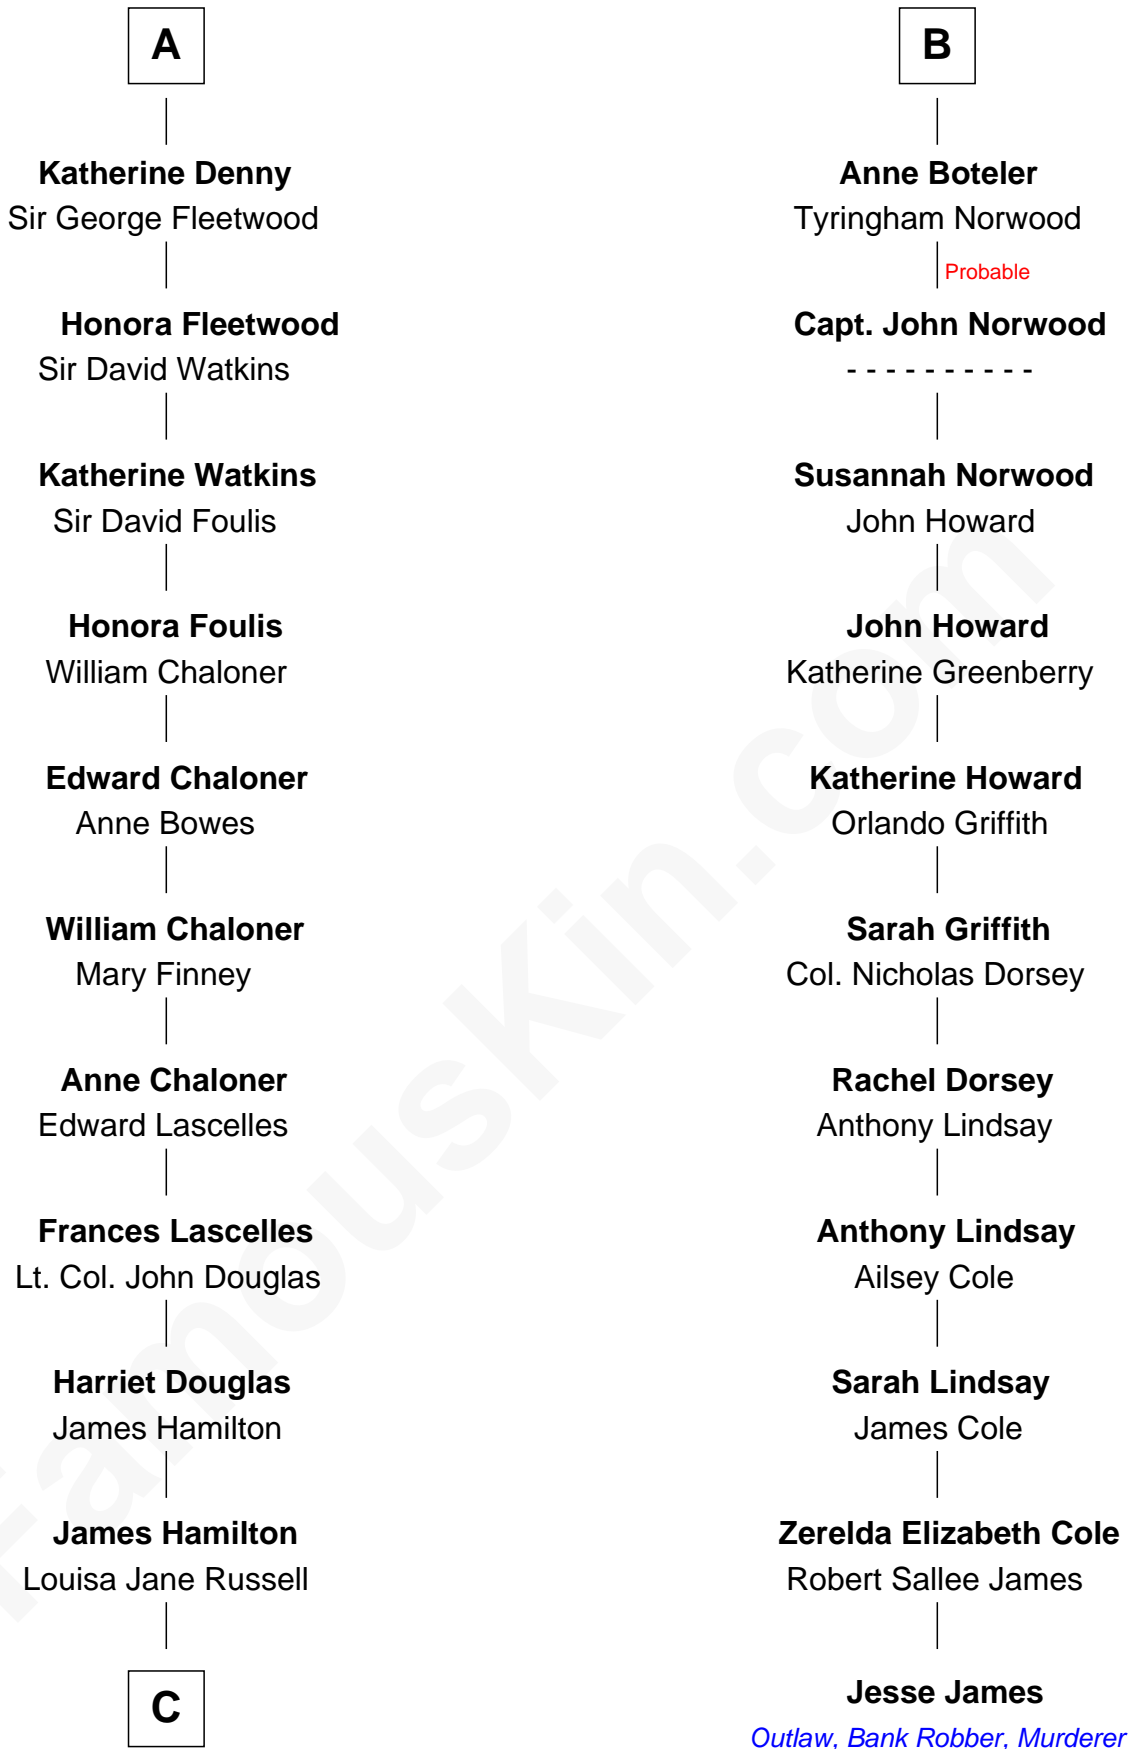 A
Katherine Denny
Sir George Fleetwood
Honora Fleetwood
Sir David Watkins
Katherine Watkins
Sir David Foulis
Honora Foulis
William Chaloner
Edward Chaloner
Anne Bowes
William Chaloner
Mary Finney
Anne Chaloner
Edward Lascelles
Frances Lascelles
Lt. Col. John Douglas
Harriet Douglas
James Hamilton
James Hamilton
Louisa Jane Russell
C
B
Anne Boteler
Tyringham Norwood
Probable
Capt. John Norwood
- - - - - - - - - -
Susannah Norwood
John Howard
John Howard
Katherine Greenberry
Katherine Howard
Orlando Griffith
Sarah Griffith
Col. Nicholas Dorsey
Rachel Dorsey
Anthony Lindsay
Anthony Lindsay
Ailsey Cole
Sarah Lindsay
James Cole
Zerelda Elizabeth Cole
Robert Sallee James
Jesse James
Outlaw, Bank Robber, Murderer
FamousKin.com